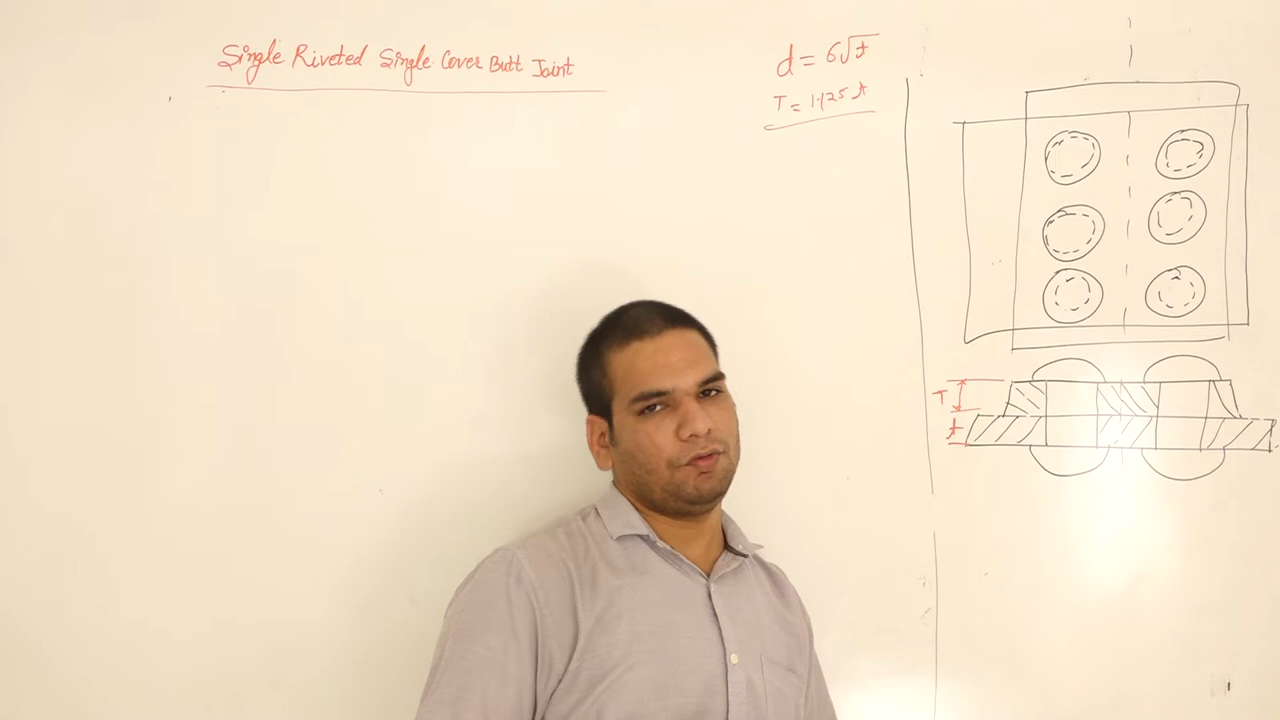 Single Riveted Single Cover Butt Joint
d = 6√t
T = 1.125 t
T
t